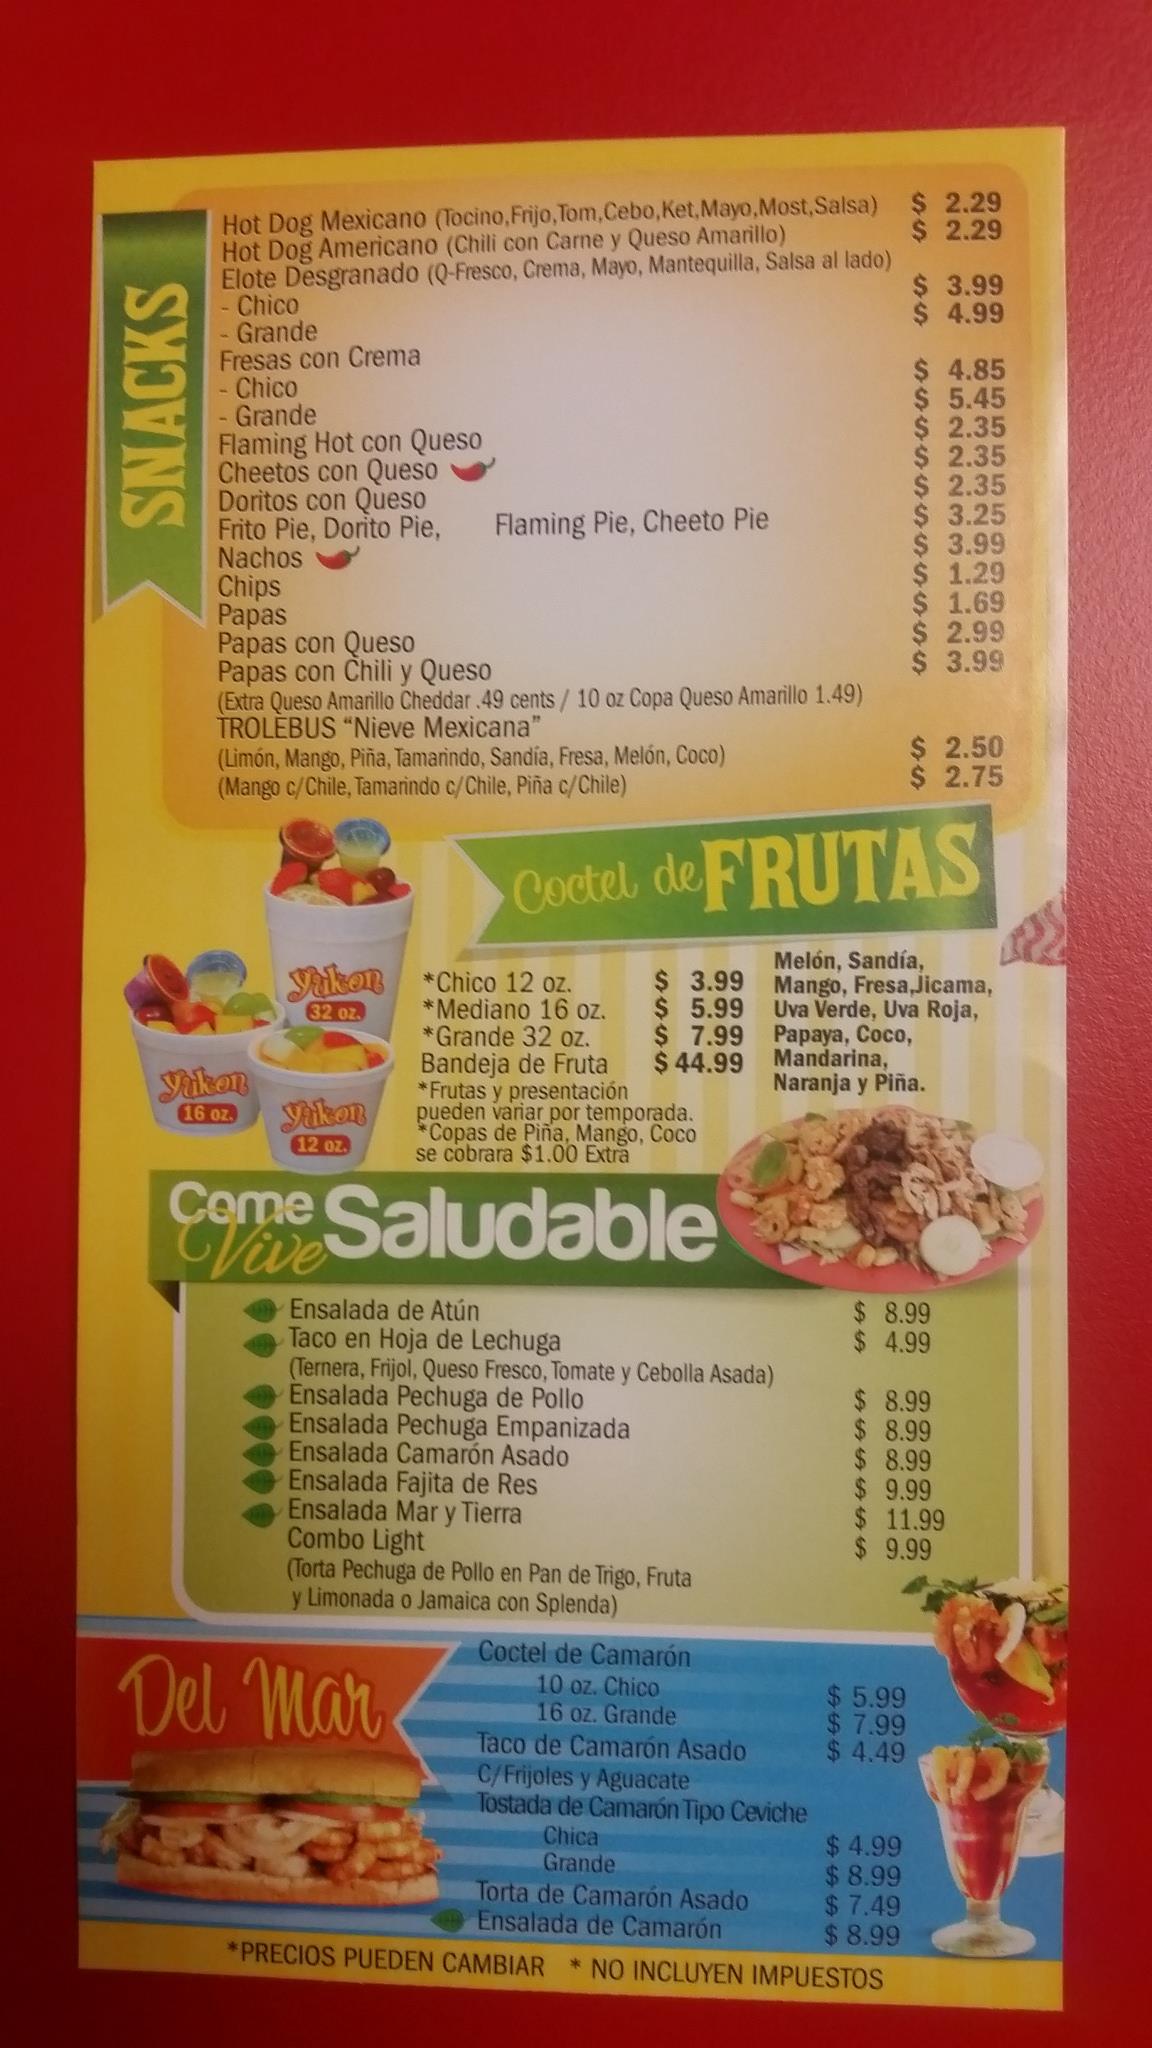 SNACKS
Hot Dog Mexicano (Tocino,Frijo,Tom,Cebo,Ket,Mayo,Most,Salsa) $ 2.29
Hot Dog Americano (Chili con Carne y Queso Amarillo) $ 2.29
Elote Desgranado (Q-Fresco, Crema, Mayo, Mantequilla, Salsa al lado)
- Chico $ 3.99
- Grande $ 4.99
Fresas con Crema
- Chico $ 4.85
- Grande $ 5.45
Flaming Hot con Queso $ 2.35
Cheetos con Queso $ 2.35
Doritos con Queso $ 2.35
Frito Pie, Dorito Pie, Flaming Pie, Cheeto Pie $ 3.25
Nachos $ 3.99
Chips $ 1.29
Papas $ 1.69
Papas con Queso $ 2.99
Papas con Chili y Queso $ 3.99
(Extra Queso Amarillo Cheddar .49 cents / 10 oz Copa Queso Amarillo 1.49)
TROLEBUS “Nieve Mexicana”
(Limón, Mango, Piña, Tamarindo, Sandía, Fresa, Melón, Coco) $ 2.50
(Mango c/Chile, Tamarindo c/Chile, Piña c/Chile) $ 2.75
Coctel de FRUTAS
Yukon
32 oz.
Yukon
16 oz.
Yukon
12 oz.
*Chico 12 oz. $ 3.99
*Mediano 16 oz. $ 5.99
*Grande 32 oz. $ 7.99
Bandeja de Fruta $ 44.99
*Frutas y presentación
pueden variar por temporada.
*Copas de Piña, Mango, Coco
se cobrara $1.00 Extra
Melón, Sandía,
Mango, Fresa,Jicama,
Uva Verde, Uva Roja,
Papaya, Coco,
Mandarina,
Naranja y Piña.
Come Vive Saludable
Ensalada de Atún $ 8.99
Taco en Hoja de Lechuga $ 4.99
(Ternera, Frijol, Queso Fresco, Tomate y Cebolla Asada)
Ensalada Pechuga de Pollo $ 8.99
Ensalada Pechuga Empanizada $ 8.99
Ensalada Camarón Asado $ 8.99
Ensalada Fajita de Res $ 9.99
Ensalada Mar y Tierra $ 11.99
Combo Light $ 9.99
(Torta Pechuga de Pollo en Pan de Trigo, Fruta
y Limonada o Jamaica con Splenda)
Del Mar
Coctel de Camarón
10 oz. Chico $ 5.99
16 oz. Grande $ 7.99
Taco de Camarón Asado $ 4.49
C/Frijoles y Aguacate
Tostada de Camarón Tipo Ceviche
Chica $ 4.99
Grande $ 8.99
Torta de Camarón Asado $ 7.49
Ensalada de Camarón $ 8.99
*PRECIOS PUEDEN CAMBIAR * NO INCLUYEN IMPUESTOS